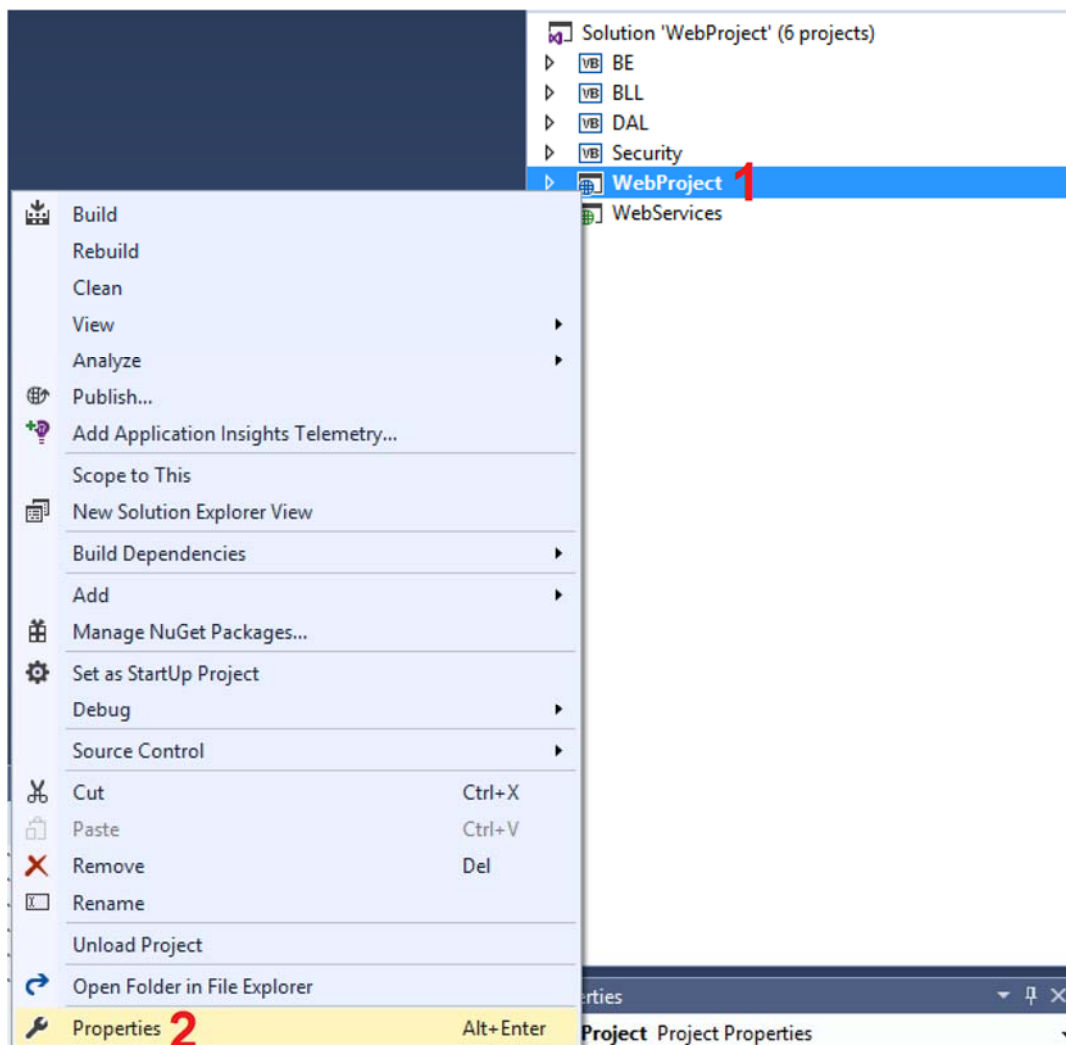 Solution 'WebProject' (6 projects)
VB BE
VB BLL
VB DAL
VB Security
WebProject 1
WebServices
Build
Rebuild
Clean
View
Analyze
Publish...
Add Application Insights Telemetry...
Scope to This
New Solution Explorer View
Build Dependencies
Add
Manage NuGet Packages...
Set as StartUp Project
Debug
Source Control
Cut Ctrl+X
Paste Ctrl+V
Remove Del
Rename
Unload Project
Open Folder in File Explorer
Properties 2 Alt+Enter
erties
Project Project Properties